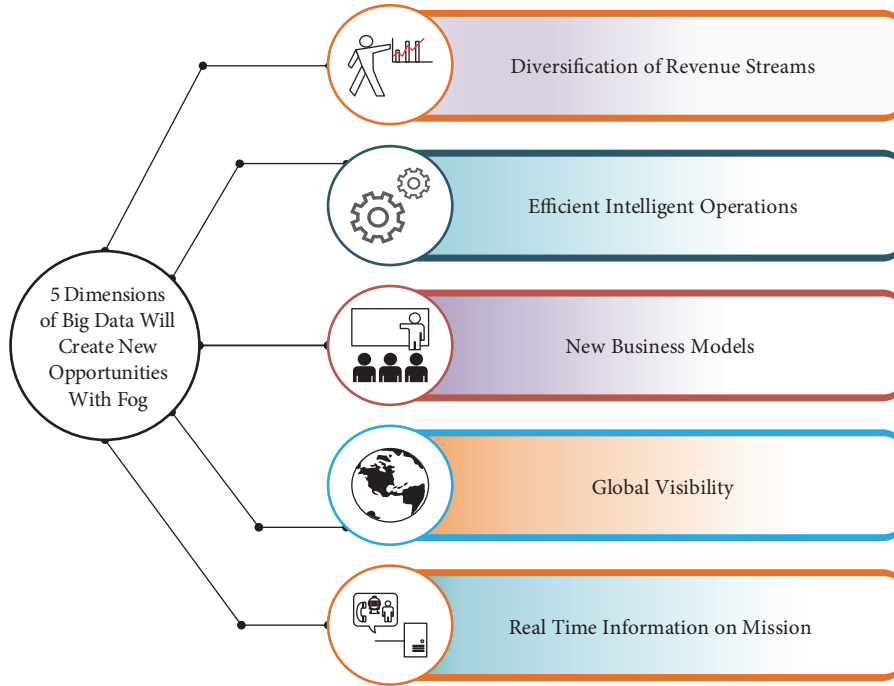 5 Dimensions
of Big Data Will
Create New
Opportunities
With Fog
Diversification of Revenue Streams
Efficient Intelligent Operations
New Business Models
Global Visibility
Real Time Information on Mission